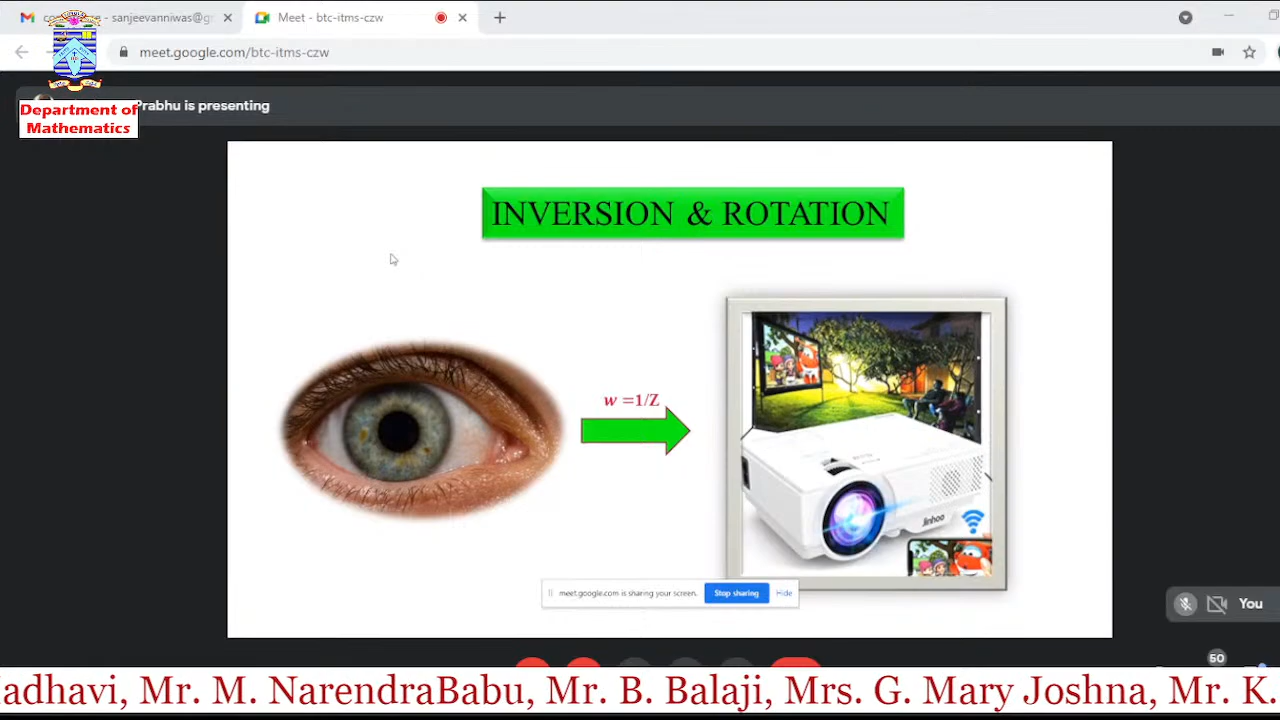 sanjeevanniwas@g
Meet - btc-itms-czw
meet.google.com/btc-itms-czw
Department of
Mathematics
Prabhu is presenting
INVERSION & ROTATION
w =1/Z
Jinhoo
meet.google.com is sharing your screen.
Stop sharing
Hide
You
50
adhavi, Mr. M. NarendraBabu, Mr. B. Balaji, Mrs. G. Mary Joshna, Mr. K.